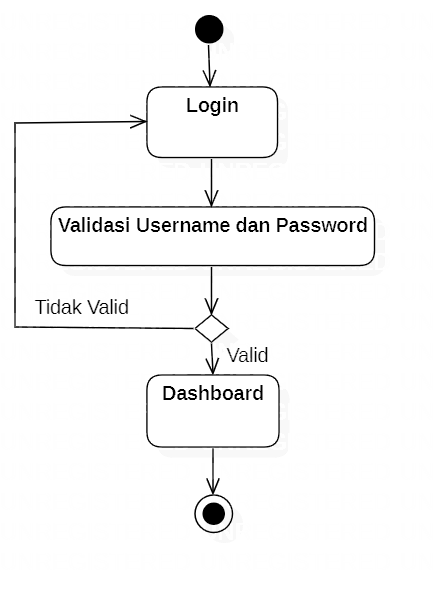 Login
Validasi Username dan Password
Tidak Valid
Valid
Dashboard